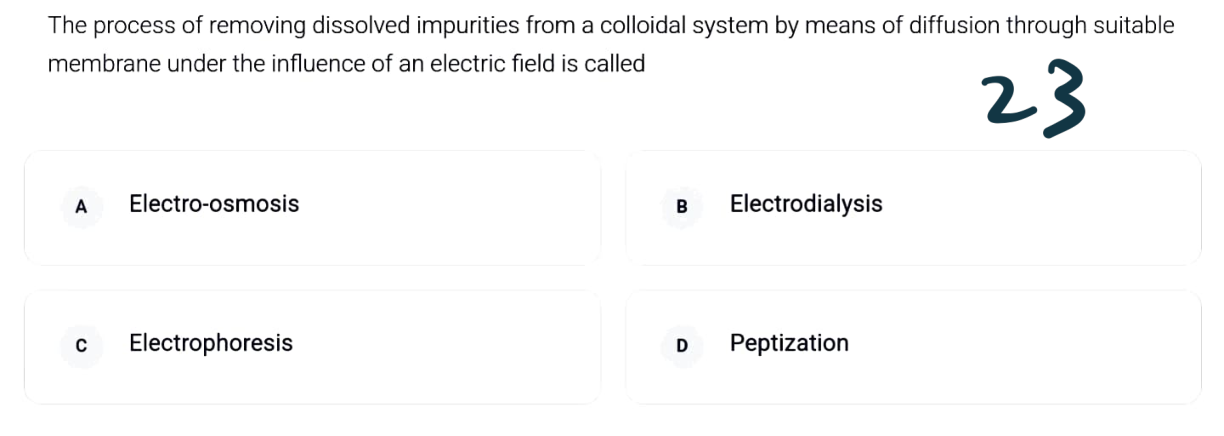 The process of removing dissolved impurities from a colloidal system by means of diffusion through suitable
membrane under the influence of an electric field is called
23
A Electro-osmosis
B Electrodialysis
C Electrophoresis
D Peptization